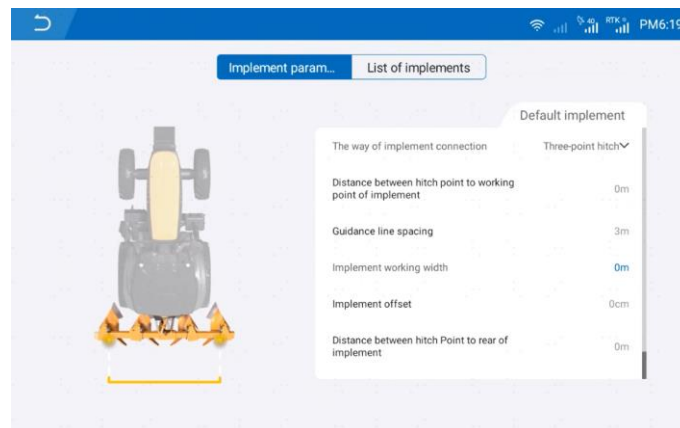 40 RTK PM6:19
Implement param... List of implements
Default implement
The way of implement connection Three-point hitch
Distance between hitch point to working
point of implement 0m
Guidance line spacing 3m
Implement working width 0m
Implement offset 0cm
Distance between hitch Point to rear of
implement 0m